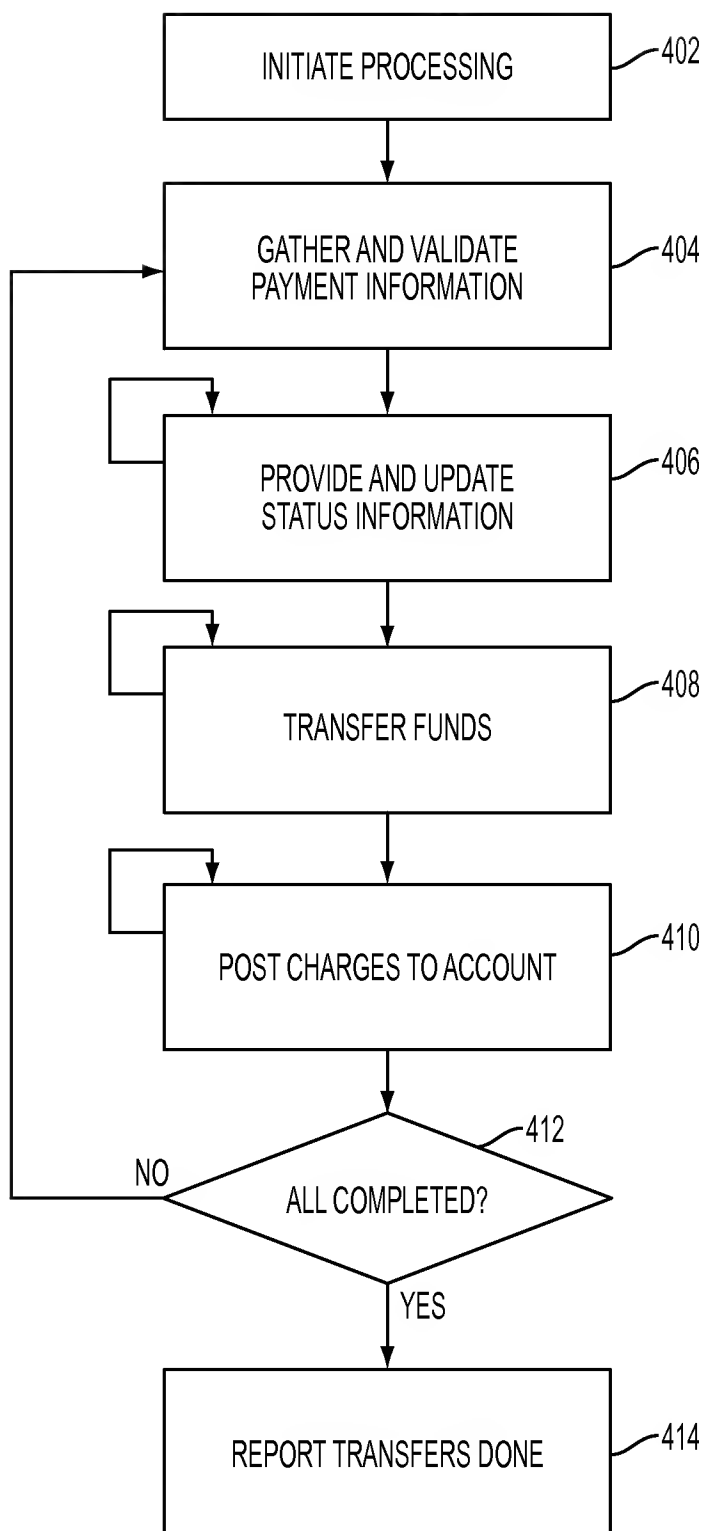 INITIATE PROCESSING
402
GATHER AND VALIDATE
PAYMENT INFORMATION
404
PROVIDE AND UPDATE
STATUS INFORMATION
406
TRANSFER FUNDS
408
POST CHARGES TO ACCOUNT
410
412
NO
ALL COMPLETED?
YES
REPORT TRANSFERS DONE
414